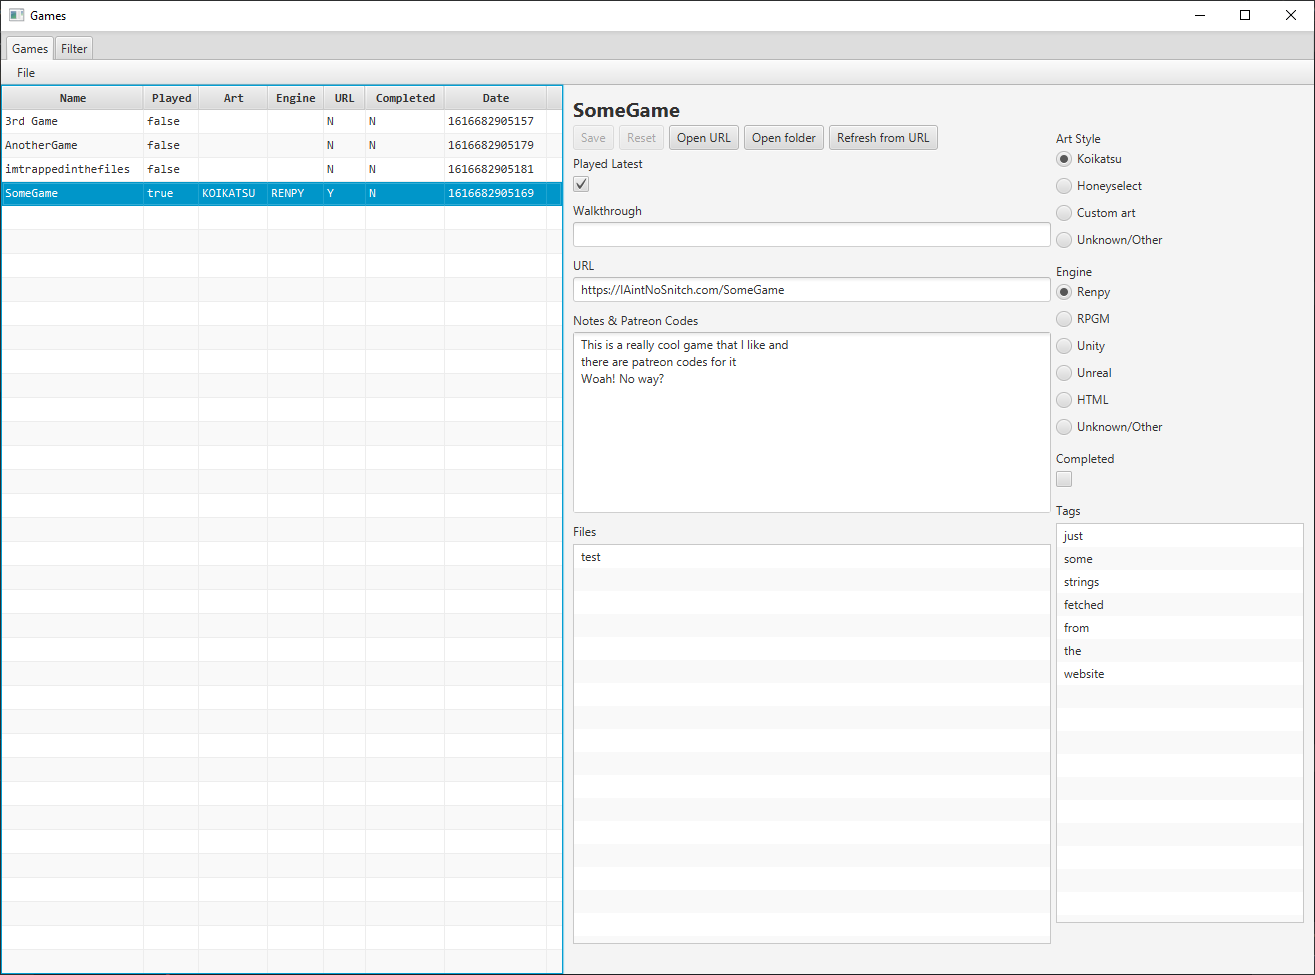 Games
Games Filter
File
Name Played Art Engine URL Completed Date
3rd Game false N N 1616682905157
AnotherGame false N N 1616682905179
imtrappedinthefiles false N N 1616682905181
SomeGame true KOIKATSU RENPY Y N 1616682905169
SomeGame
Save Reset Open URL Open folder Refresh from URL
Played Latest
Walkthrough
URL
https://IAintNoSnitch.com/SomeGame
Notes & Patreon Codes
This is a really cool game that I like and
there are patreon codes for it
Woah! No way?
Files
test
Art Style
Koikatsu
Honeyselect
Custom art
Unknown/Other
Engine
Renpy
RPGM
Unity
Unreal
HTML
Unknown/Other
Completed
Tags
just
some
strings
fetched
from
the
website